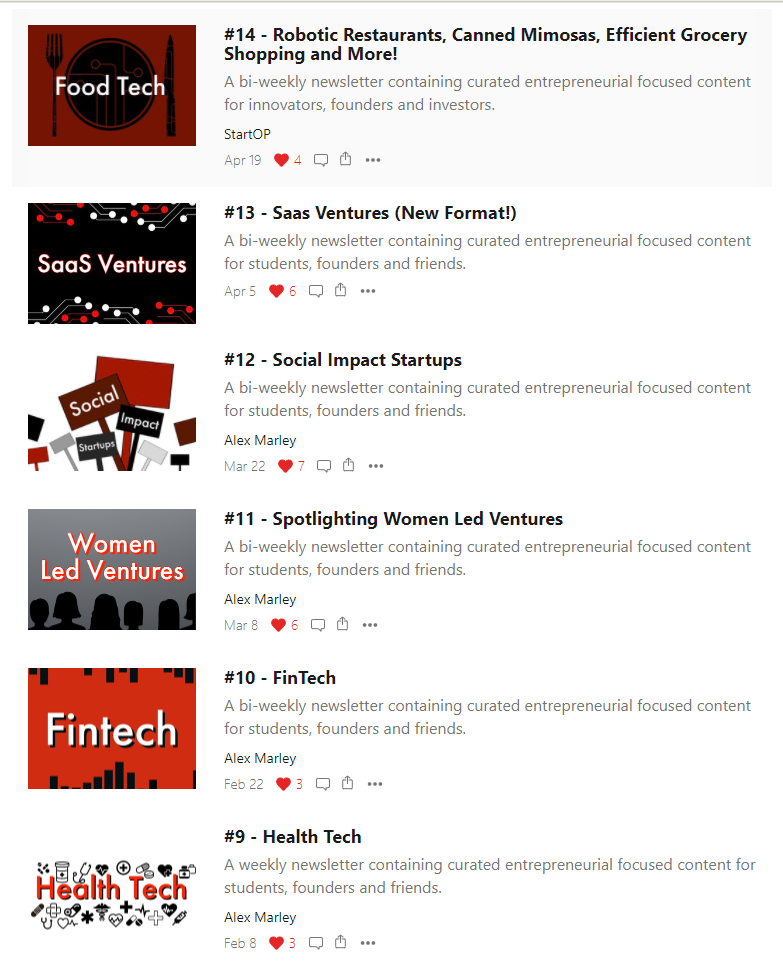 Food Tech
#14 - Robotic Restaurants, Canned Mimosas, Efficient Grocery
Shopping and More!
A bi-weekly newsletter containing curated entrepreneurial focused content
for innovators, founders and investors.
StartOP
Apr 19 4
SaaS Ventures
#13 - Saas Ventures (New Format!)
A bi-weekly newsletter containing curated entrepreneurial focused content
for students, founders and friends.
Apr 5 6
Social
Impact
Startups
#12 - Social Impact Startups
A bi-weekly newsletter containing curated entrepreneurial focused content
for students, founders and friends.
Alex Marley
Mar 22 7
Women
Led Ventures
#11 - Spotlighting Women Led Ventures
A bi-weekly newsletter containing curated entrepreneurial focused content
for students, founders and friends.
Alex Marley
Mar 8 6
Fintech
#10 - FinTech
A bi-weekly newsletter containing curated entrepreneurial focused content
for students, founders and friends.
Alex Marley
Feb 22 3
Health Tech
#9 - Health Tech
A weekly newsletter containing curated entrepreneurial focused content for
students, founders and friends.
Alex Marley
Feb 8 3